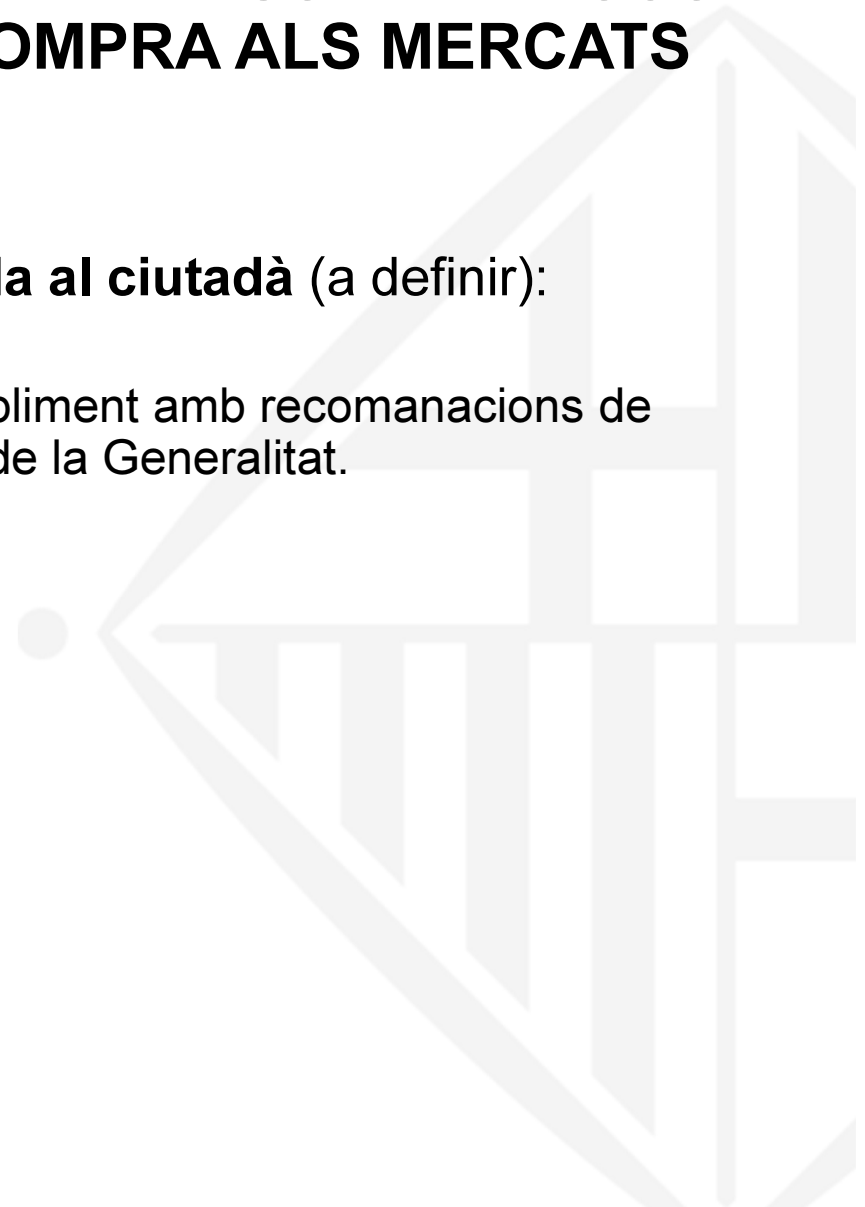 OMPRA ALS MERCATS
la al ciutadà (a definir):
pliment amb recomanacions de
de la Generalitat.